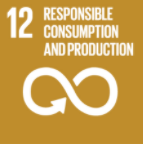 12 RESPONSIBLE
CONSUMPTION
AND PRODUCTION